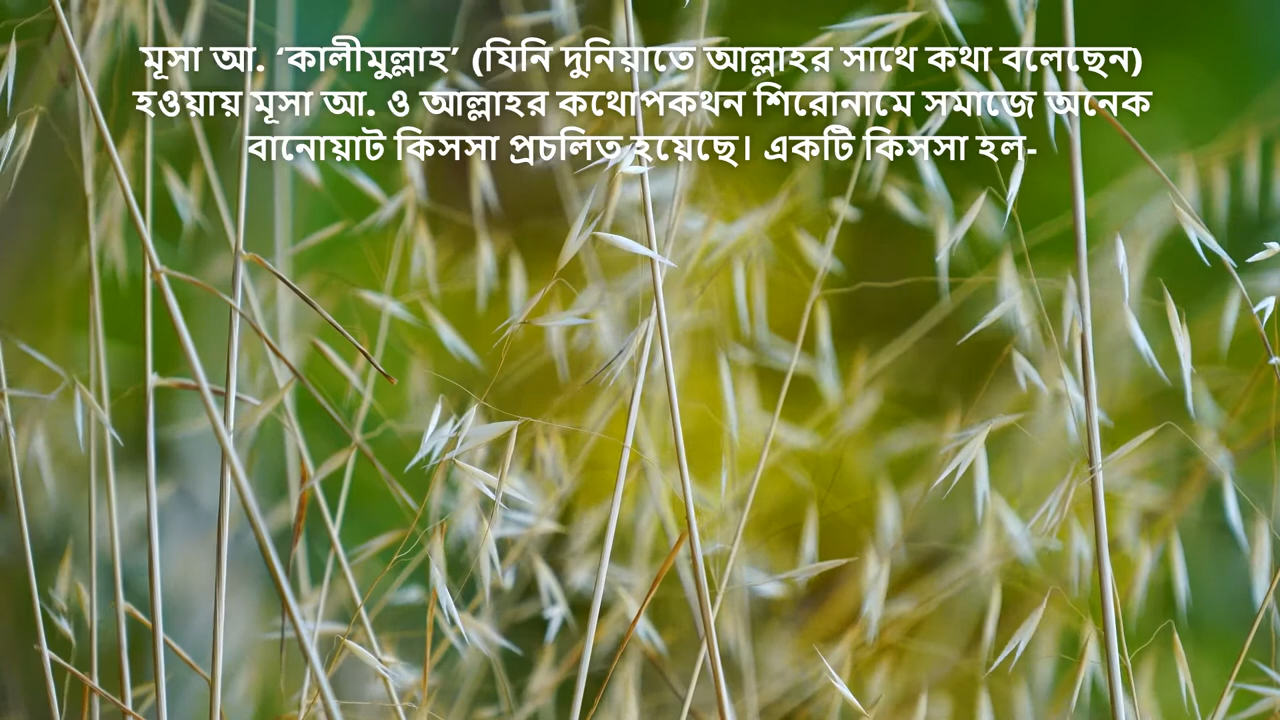 মূসা আ. ‘কালীমুল্লাহ’ (যিনি দুনিয়াতে আল্লাহর সাথে কথা বলেছেন)
হওয়ায় মূসা আ. ও আল্লাহর কথোপকথন শিরোনামে সমাজে অনেক
বানোয়াট কিসসা প্রচলিত হয়েছে। একটি কিসসা হল-